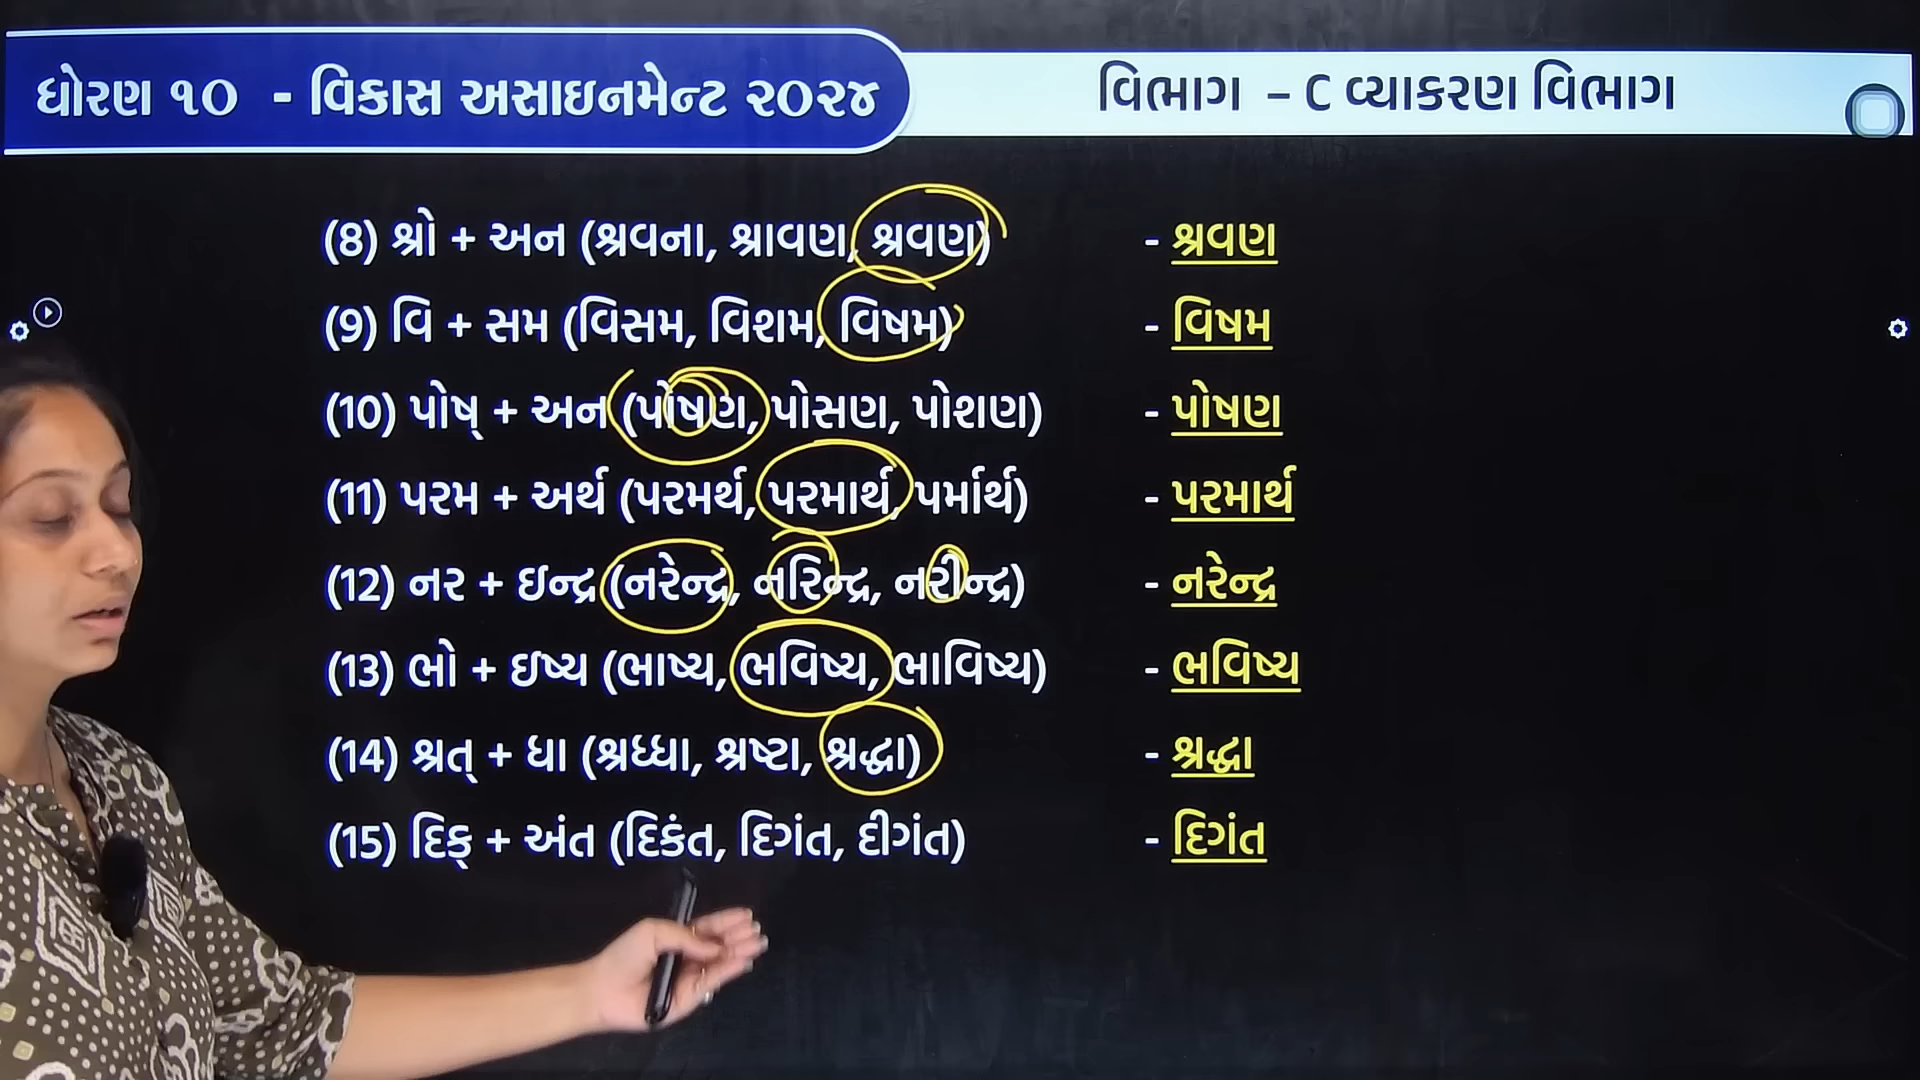 ધોરણ ૧૦ - વિકાસ અસાઇનમેન્ટ ૨૦૨૪
વિભાગ – C વ્યાકરણ વિભાગ
(8) શ્રો + અન (શ્રવના, શ્રાવણ, શ્રવણ) - શ્રવણ
(9) વિ + સમ (વિસમ, વિશમ, વિષમ) - વિષમ
(10) પોષ્ + અન (પોષણ, પોસણ, પોશણ) - પોષણ
(11) પરમ + અર્થ (પરમર્થ, પરમાર્થ, પર્માર્થ) - પરમાર્થ
(12) નર + ઇન્દ્ર (નરેન્દ્ર, નરિન્દ્ર, નરીન્દ્ર) - નરેન્દ્ર
(13) ભો + ઇષ્ય (ભાષ્ય, ભવિષ્ય, ભાવિષ્ય) - ભવિષ્ય
(14) શ્રત્ + ધા (શ્રધ્ધા, શ્રષ્ટા, શ્રદ્ધા) - શ્રદ્ધા
(15) દિક્ + અંત (દિકંત, દિગંત, દીગંત) - દિગંત